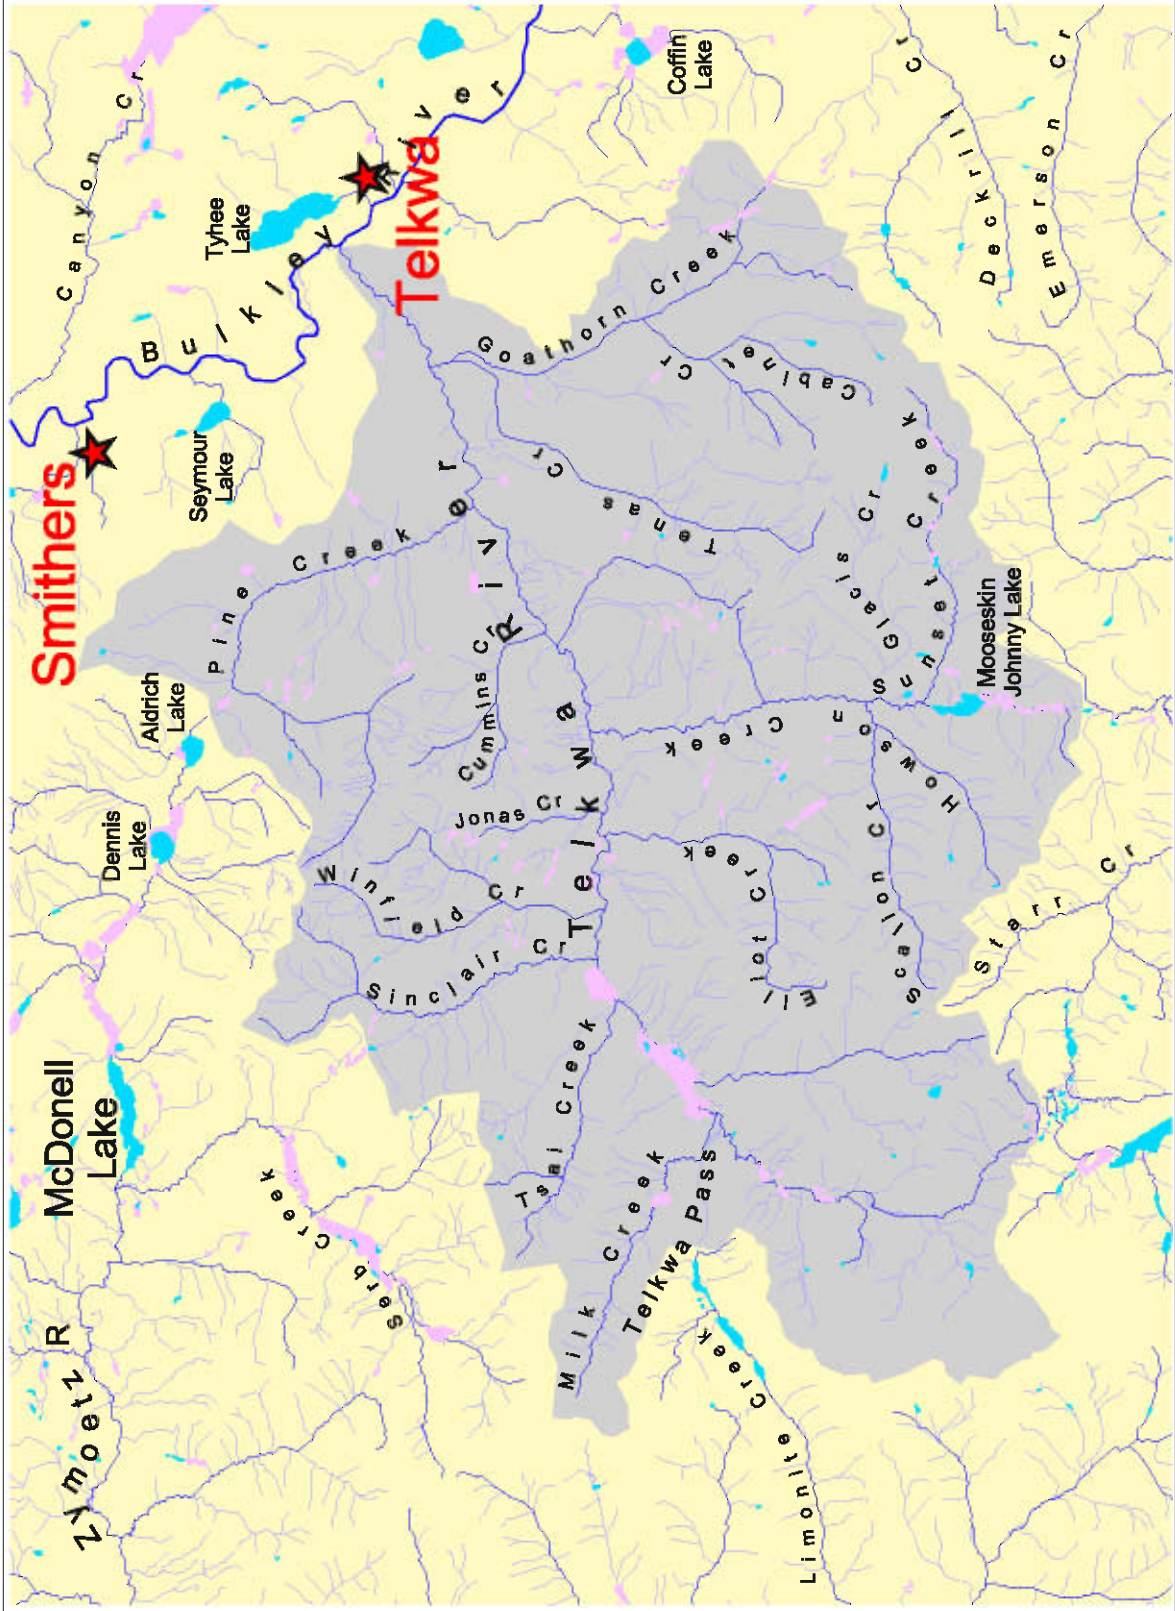 Smithers
Telkwa
Canyon Cr
Bulkley River
Tyhee
Lake
Seymour
Lake
Coffin
Lake
Deckrill Cr
Emerson Cr
Goathorn Creek
Cabinet Cr
Tenas Cr
Pine Creek
Telkwa River
Cummins Cr
Jonas Cr
Winfield Cr
Sinclair Cr
Aldrich
Lake
Dennis
Lake
McDonell
Lake
Zymoetz R
Serb Creek
Tsai Creek
Milk Creek
Telkwa Pass
Limonite Creek
Elliot Creek
Howson Creek
Scallon Cr
Starr Cr
Glacis Cr
Sunset Creek
Mooseskin
Johnny Lake